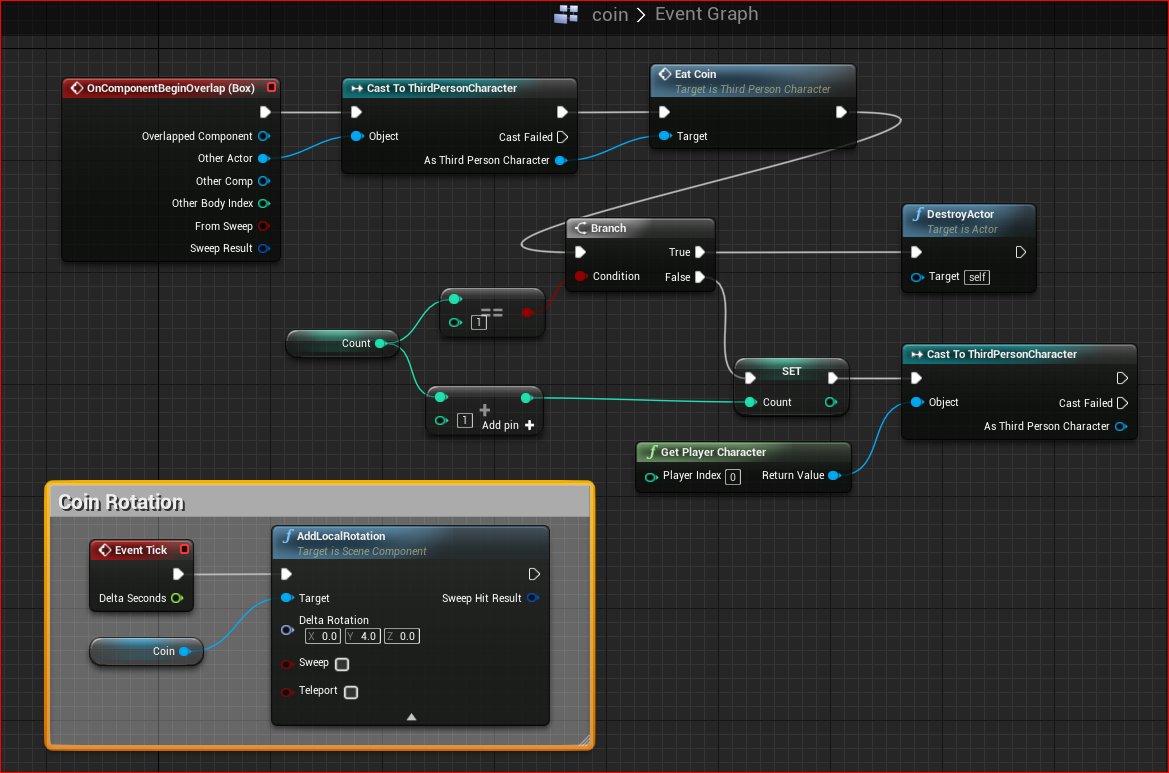 coin > Event Graph
OnComponentBeginOverlap (Box)
Overlapped Component
Other Actor
Other Comp
Other Body Index
From Sweep
Sweep Result
Cast To ThirdPersonCharacter
Object
Cast Failed
As Third Person Character
Eat Coin
Target is Third Person Character
Target
Branch
True
Condition
False
DestroyActor
Target is Actor
Target self
==
1
Count
+
1
Add pin +
SET
Count
Cast To ThirdPersonCharacter
Object
Cast Failed
As Third Person Character
Get Player Character
Player Index 0
Return Value
Coin Rotation
Event Tick
Delta Seconds
Coin
AddLocalRotation
Target is Scene Component
Target
Sweep Hit Result
Delta Rotation
X 0.0 Y 4.0 Z 0.0
Sweep
Teleport